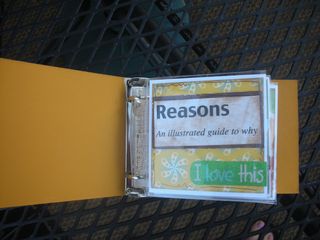 Reasons
An illustrated guide to why
I love this